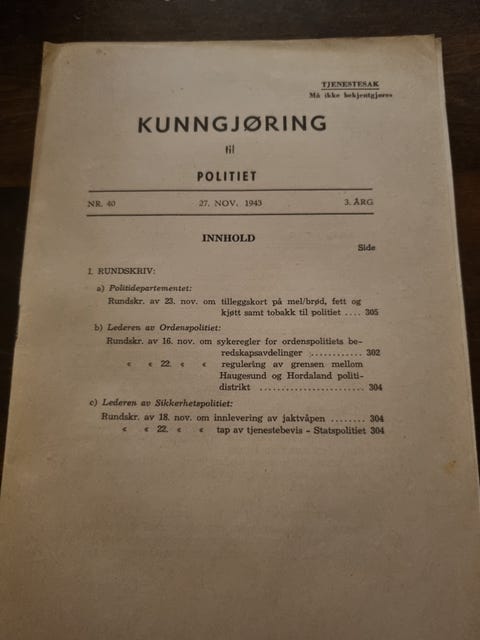 TJENESTESAK
Må ikke bekjentgjøres
KUNNGJØRING
til
POLITIET
NR. 40 27. NOV. 1943 3. ÅRG
INNHOLD
Side
I. RUNDSKRIV:
a) Politidepartementet:
Rundskr. av 23. nov. om tilleggskort på mel/brød, fett og
kjøtt samt tobakk til politiet .... 305
b) Lederen av Ordenspolitiet:
Rundskr. av 16. nov. om sykeregler for ordenspolitiets be-
redskapsavdelinger ............ 302
« « 22. « « regulering av grensen mellom
Haugesund og Hordaland politi-
distrikt ........................ 304
c) Lederen av Sikkerhetspolitiet:
Rundskr. av 18. nov. om innlevering av jaktvåpen ........ 304
« « 22. « « tap av tjenestebevis – Statspolitiet 304